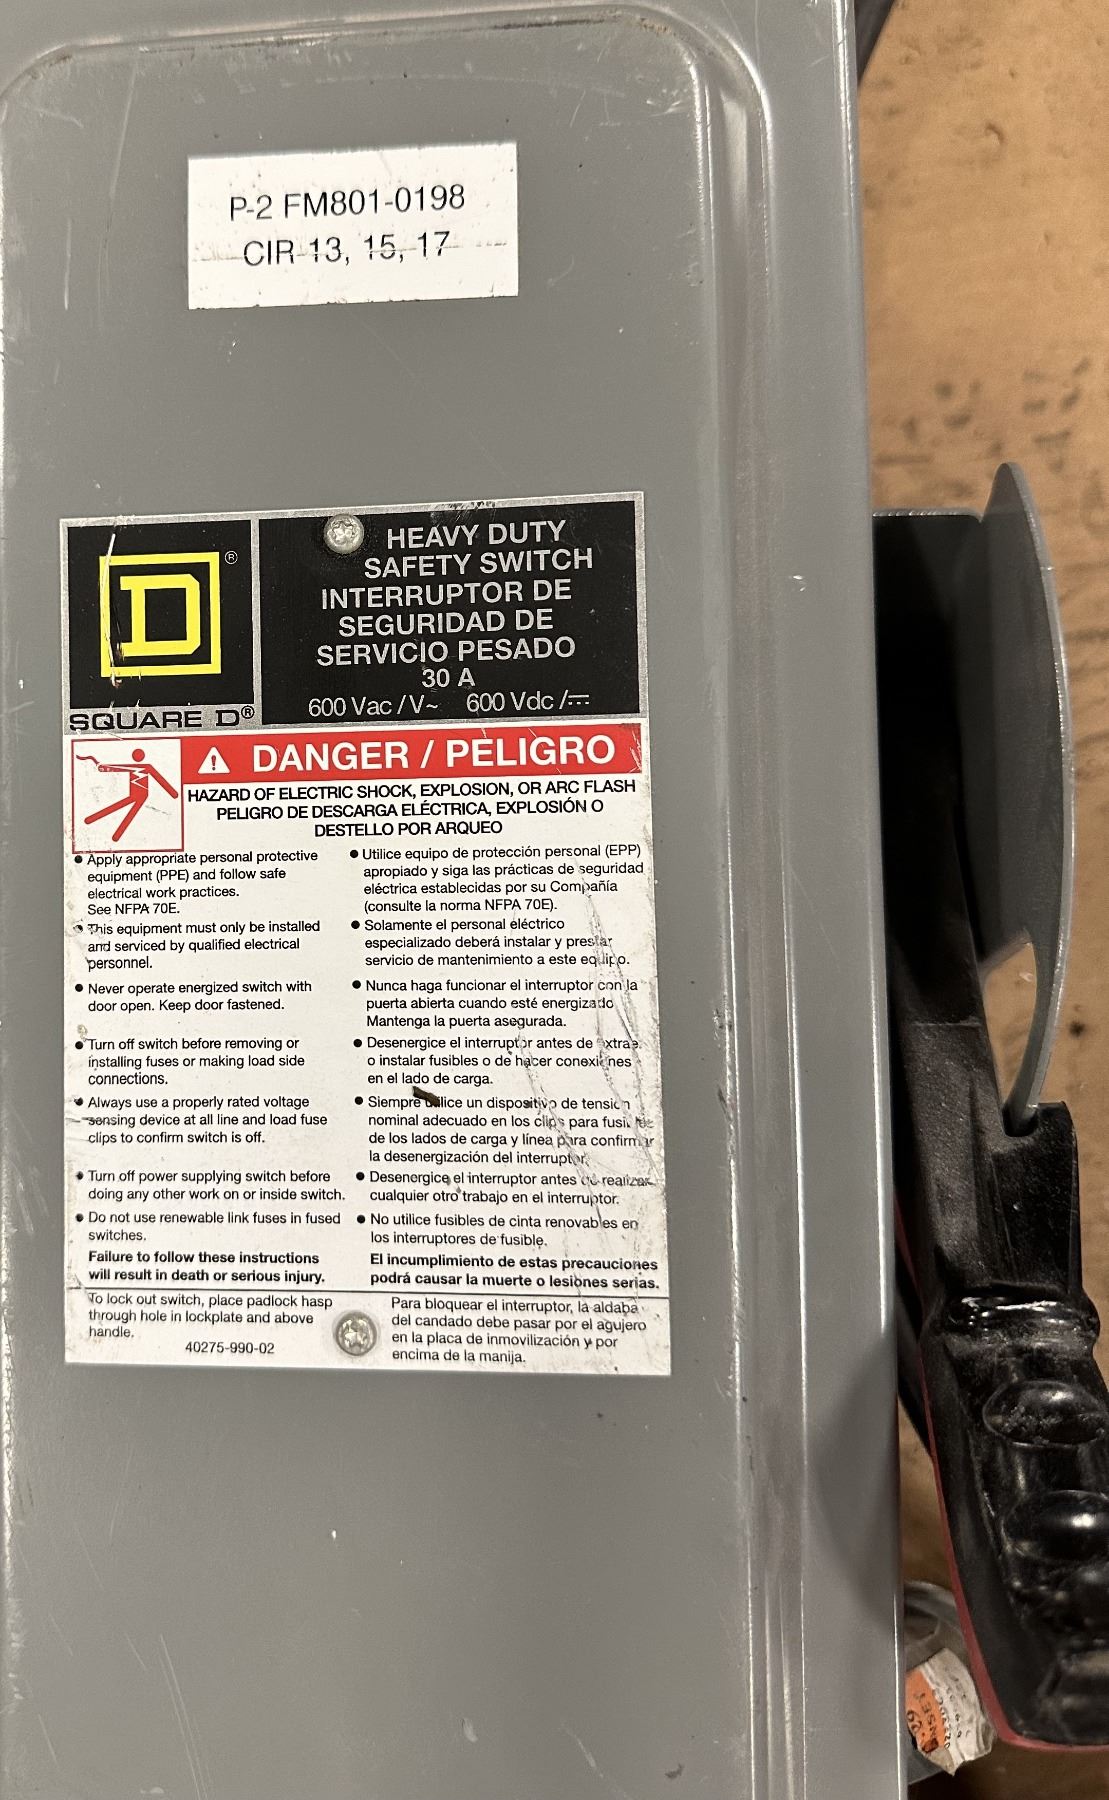 P-2 FM801-0198
CIR-13, 15, 17
D®
SQUARE D®
HEAVY DUTY
SAFETY SWITCH
INTERRUPTOR DE
SEGURIDAD DE
SERVICIO PESADO
30 A
600 Vac / V~ 600 Vdc / ⎓
DANGER / PELIGRO
HAZARD OF ELECTRIC SHOCK, EXPLOSION, OR ARC FLASH
PELIGRO DE DESCARGA ELÉCTRICA, EXPLOSIÓN O
DESTELLO POR ARQUEO
• Apply appropriate personal protective
equipment (PPE) and follow safe
electrical work practices.
See NFPA 70E.
• This equipment must only be installed
and serviced by qualified electrical
personnel.
• Never operate energized switch with
door open. Keep door fastened.
• Turn off switch before removing or
installing fuses or making load side
connections.
• Always use a properly rated voltage
sensing device at all line and load fuse
clips to confirm switch is off.
• Turn off power supplying switch before
doing any other work on or inside switch.
• Do not use renewable link fuses in fused
switches.
Failure to follow these instructions
will result in death or serious injury.
• Utilice equipo de protección personal (EPP)
apropiado y siga las prácticas de seguridad
eléctrica establecidas por su Compañía
(consulte la norma NFPA 70E).
• Solamente el personal eléctrico
especializado deberá instalar y prestar
servicio de mantenimiento a este equipo.
• Nunca haga funcionar el interruptor con la
puerta abierta cuando esté energizado
Mantenga la puerta asegurada.
• Desenergice el interruptor antes de extraer
o instalar fusibles o de hacer conexiones
en el lado de carga.
• Siempre utilice un dispositivo de tensión
nominal adecuado en los clips para fusibles
de los lados de carga y línea para confirmar
la desenergización del interruptor.
• Desenergice el interruptor antes de realizar
cualquier otro trabajo en el interruptor.
• No utilice fusibles de cinta renovables en
los interruptores de fusible.
El incumplimiento de estas precauciones
podrá causar la muerte o lesiones serias.
To lock out switch, place padlock hasp
through hole in lockplate and above
handle.
40275-990-02
Para bloquear el interruptor, la aldaba
del candado debe pasar por el agujero
en la placa de inmovilización y por
encima de la manija.